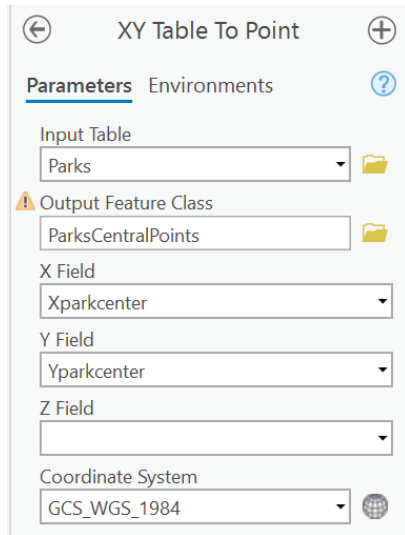 XY Table To Point
Parameters Environments
Input Table
Parks
Output Feature Class
ParksCentralPoints
X Field
Xparkcenter
Y Field
Yparkcenter
Z Field
Coordinate System
GCS_WGS_1984